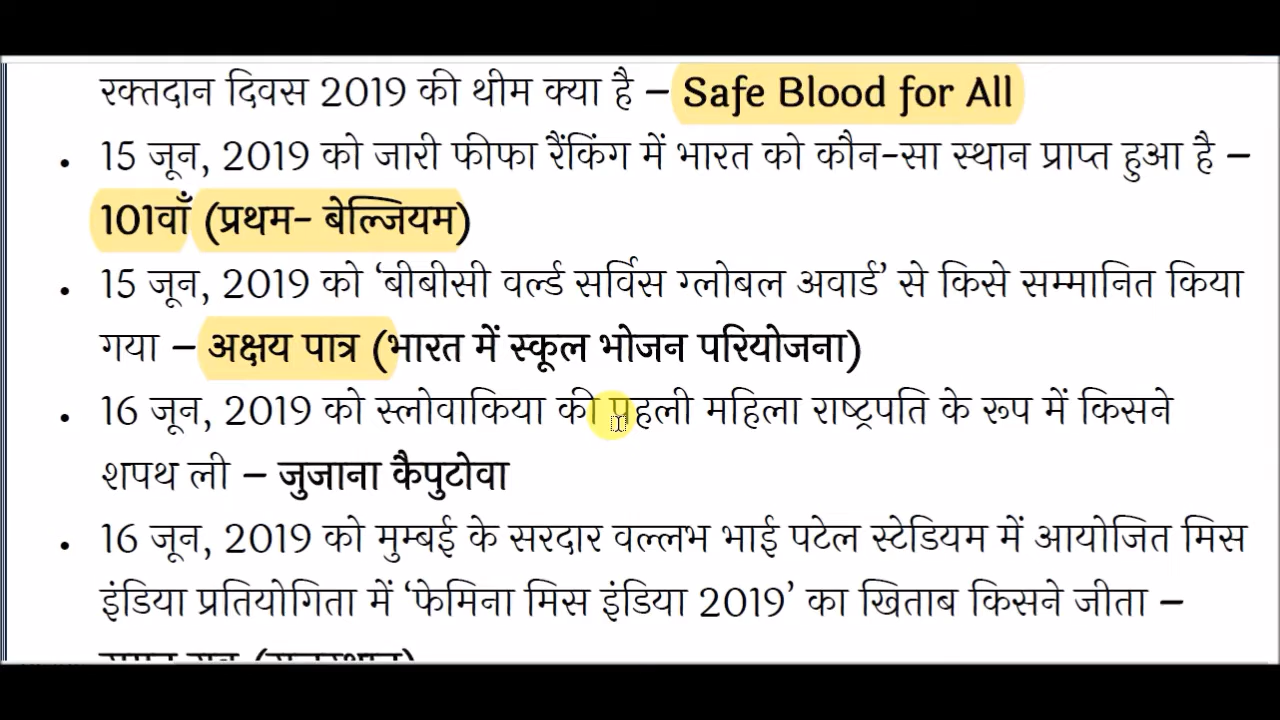 रक्तदान दिवस 2019 की थीम क्या है – Safe Blood for All
• 15 जून, 2019 को जारी फीफा रैंकिंग में भारत को कौन-सा स्थान प्राप्त हुआ है –
101वाँ (प्रथम- बेल्जियम)
• 15 जून, 2019 को ‘बीबीसी वर्ल्ड सर्विस ग्लोबल अवार्ड’ से किसे सम्मानित किया
गया – अक्षय पात्र (भारत में स्कूल भोजन परियोजना)
• 16 जून, 2019 को स्लोवाकिया की पहली महिला राष्ट्रपति के रूप में किसने
शपथ ली – जुजाना कैपुटोवा
• 16 जून, 2019 को मुम्बई के सरदार वल्लभ भाई पटेल स्टेडियम में आयोजित मिस
इंडिया प्रतियोगिता में ‘फेमिना मिस इंडिया 2019’ का खिताब किसने जीता –